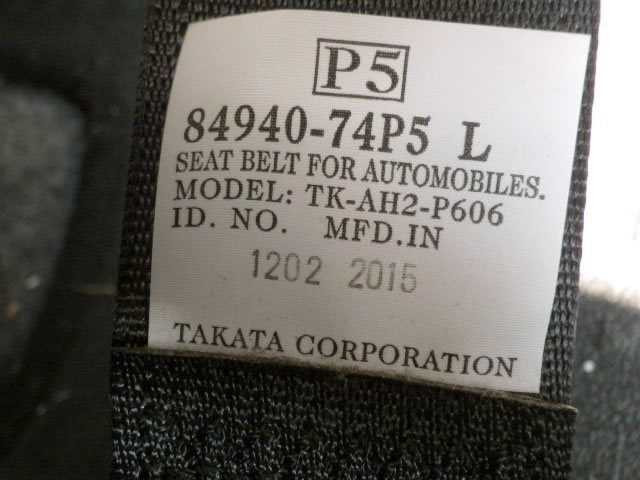 P5
84940-74P5 L
SEAT BELT FOR AUTOMOBILES.
MODEL: TK-AH2-P606
ID. NO. MFD.IN
1202 2015
TAKATA CORPORATION